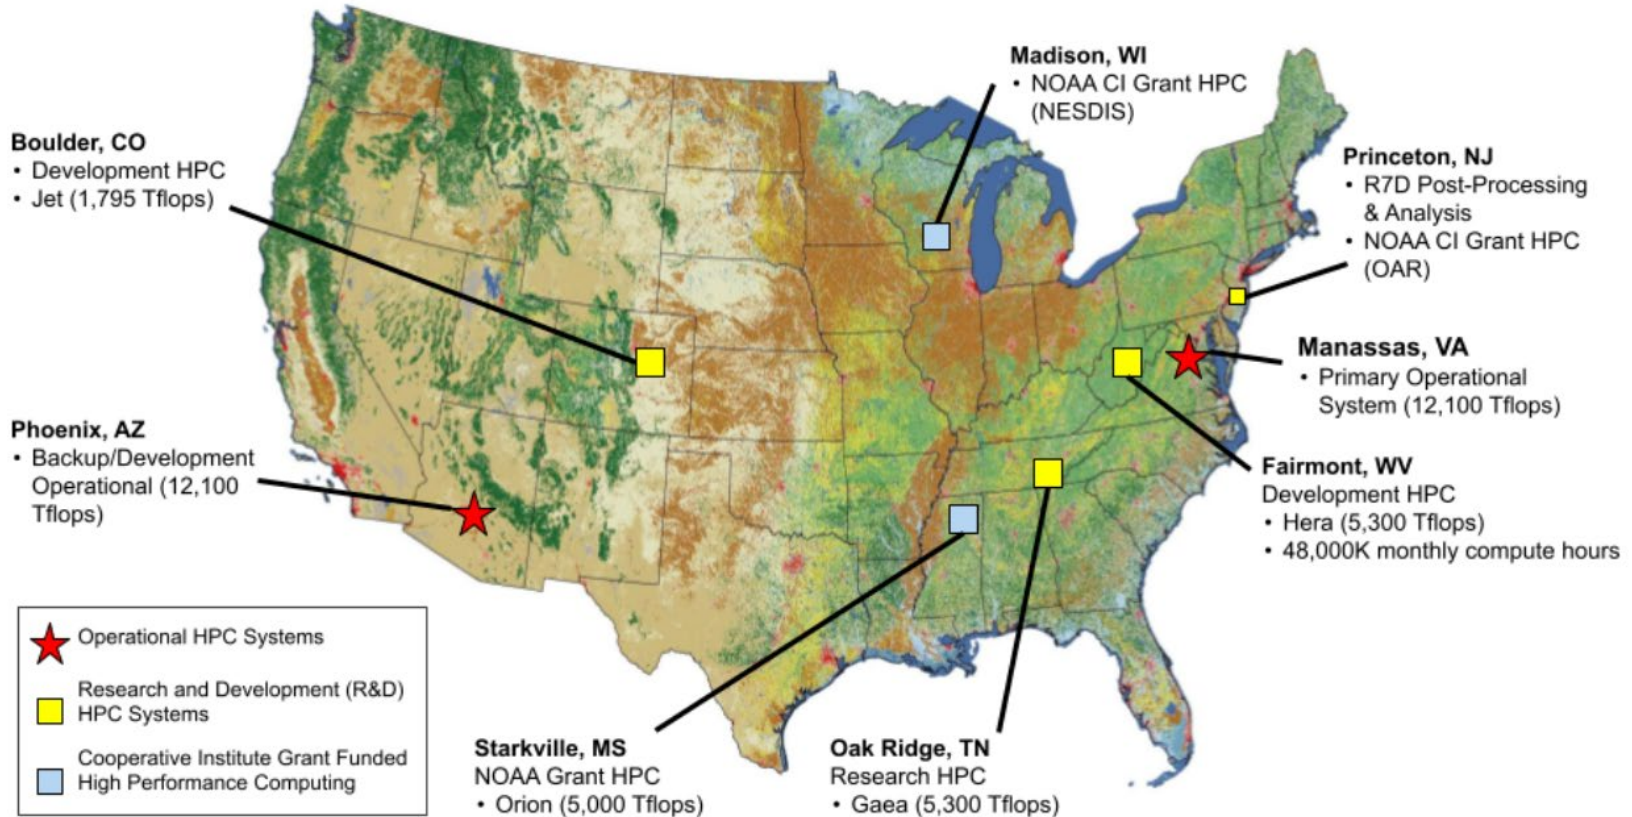 Madison, WI
• NOAA CI Grant HPC
(NESDIS)
Boulder, CO
• Development HPC
• Jet (1,795 Tflops)
Princeton, NJ
• R7D Post-Processing
& Analysis
• NOAA CI Grant HPC
(OAR)
Manassas, VA
• Primary Operational
System (12,100 Tflops)
Phoenix, AZ
• Backup/Development
Operational (12,100
Tflops)
Fairmont, WV
Development HPC
• Hera (5,300 Tflops)
• 48,000K monthly compute hours
Operational HPC Systems
Research and Development (R&D)
HPC Systems
Cooperative Institute Grant Funded
High Performance Computing
Starkville, MS
NOAA Grant HPC
• Orion (5,000 Tflops)
Oak Ridge, TN
Research HPC
• Gaea (5,300 Tflops)